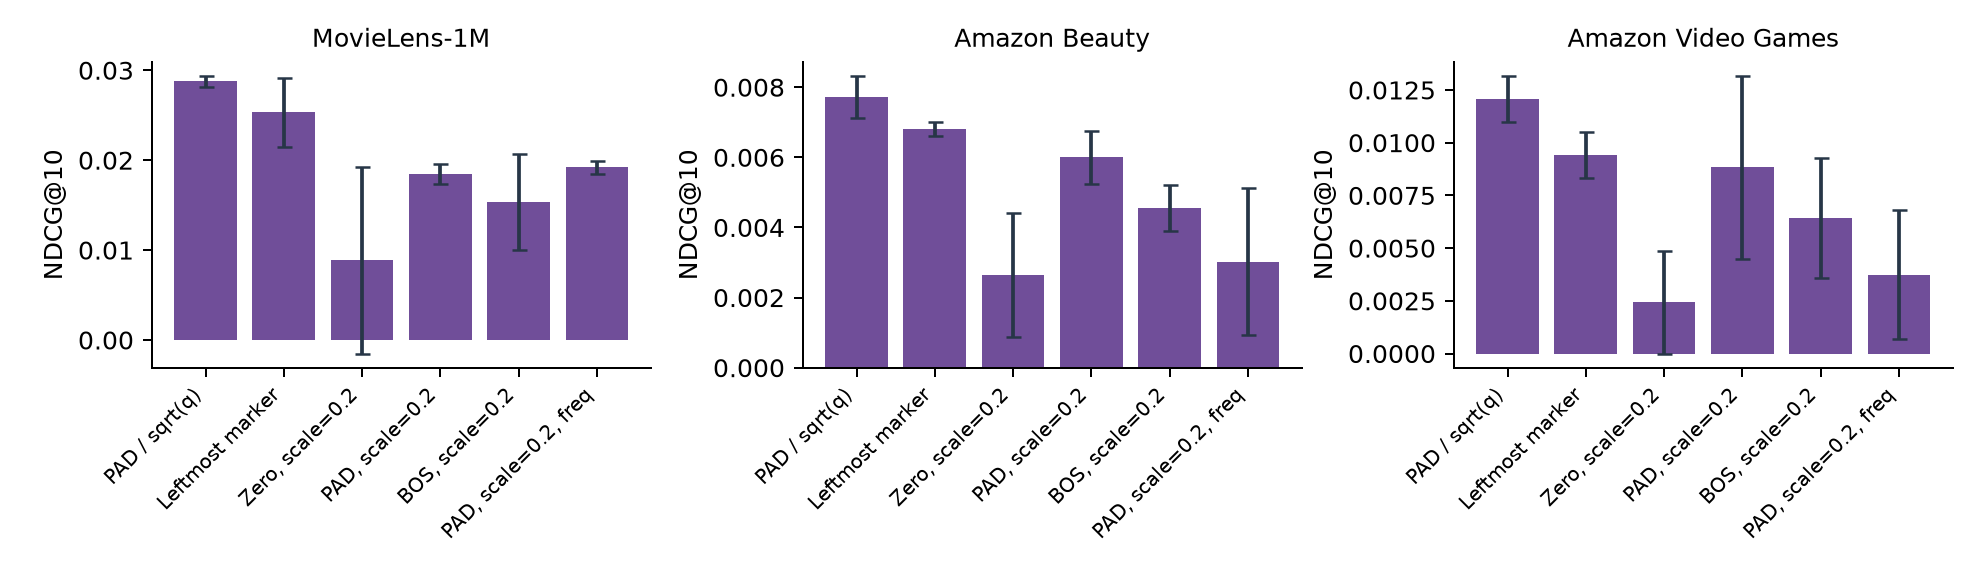 MovieLens-1M
NDCG@10
0.03
0.02
0.01
0.00
PAD / sqrt(q)
Leftmost marker
Zero, scale=0.2
PAD, scale=0.2
BOS, scale=0.2
PAD, scale=0.2, freq
Amazon Beauty
NDCG@10
0.008
0.006
0.004
0.002
0.000
PAD / sqrt(q)
Leftmost marker
Zero, scale=0.2
PAD, scale=0.2
BOS, scale=0.2
PAD, scale=0.2, freq
Amazon Video Games
NDCG@10
0.0125
0.0100
0.0075
0.0050
0.0025
0.0000
PAD / sqrt(q)
Leftmost marker
Zero, scale=0.2
PAD, scale=0.2
BOS, scale=0.2
PAD, scale=0.2, freq